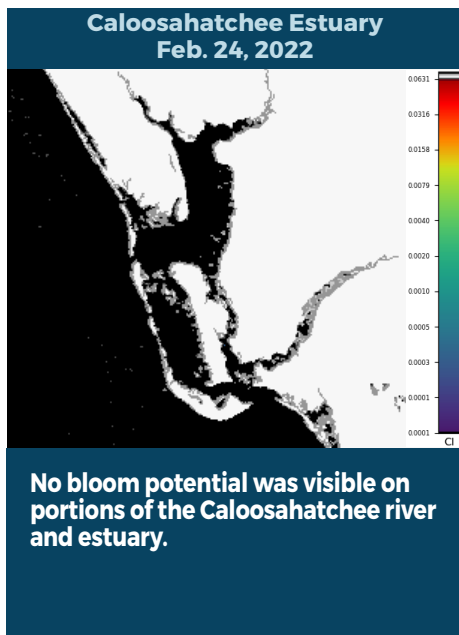 Caloosahatchee Estuary
Feb. 24, 2022
0.0631
0.0316
0.0158
0.0079
0.0040
0.0020
0.0010
0.0005
0.0003
0.0001
0.0001
CI
No bloom potential was visible on
portions of the Caloosahatchee river
and estuary.